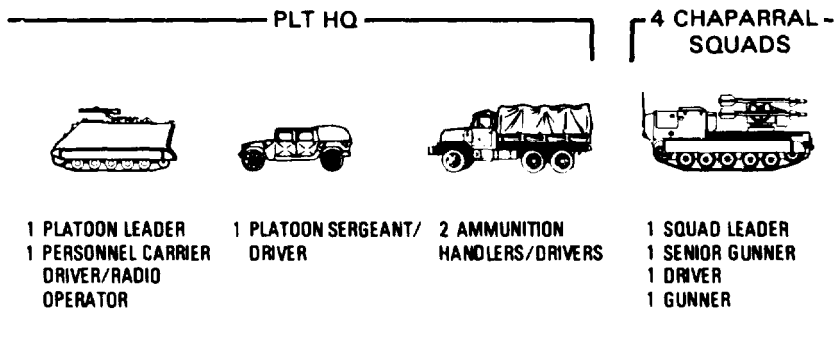 PLT HQ
4 CHAPARRAL
SQUADS
1 PLATOON LEADER
1 PERSONNEL CARRIER
DRIVER/RADIO
OPERATOR
1 PLATOON SERGEANT/
DRIVER
2 AMMUNITION
HANDLERS/DRIVERS
1 SQUAD LEADER
1 SENIOR GUNNER
1 DRIVER
1 GUNNER